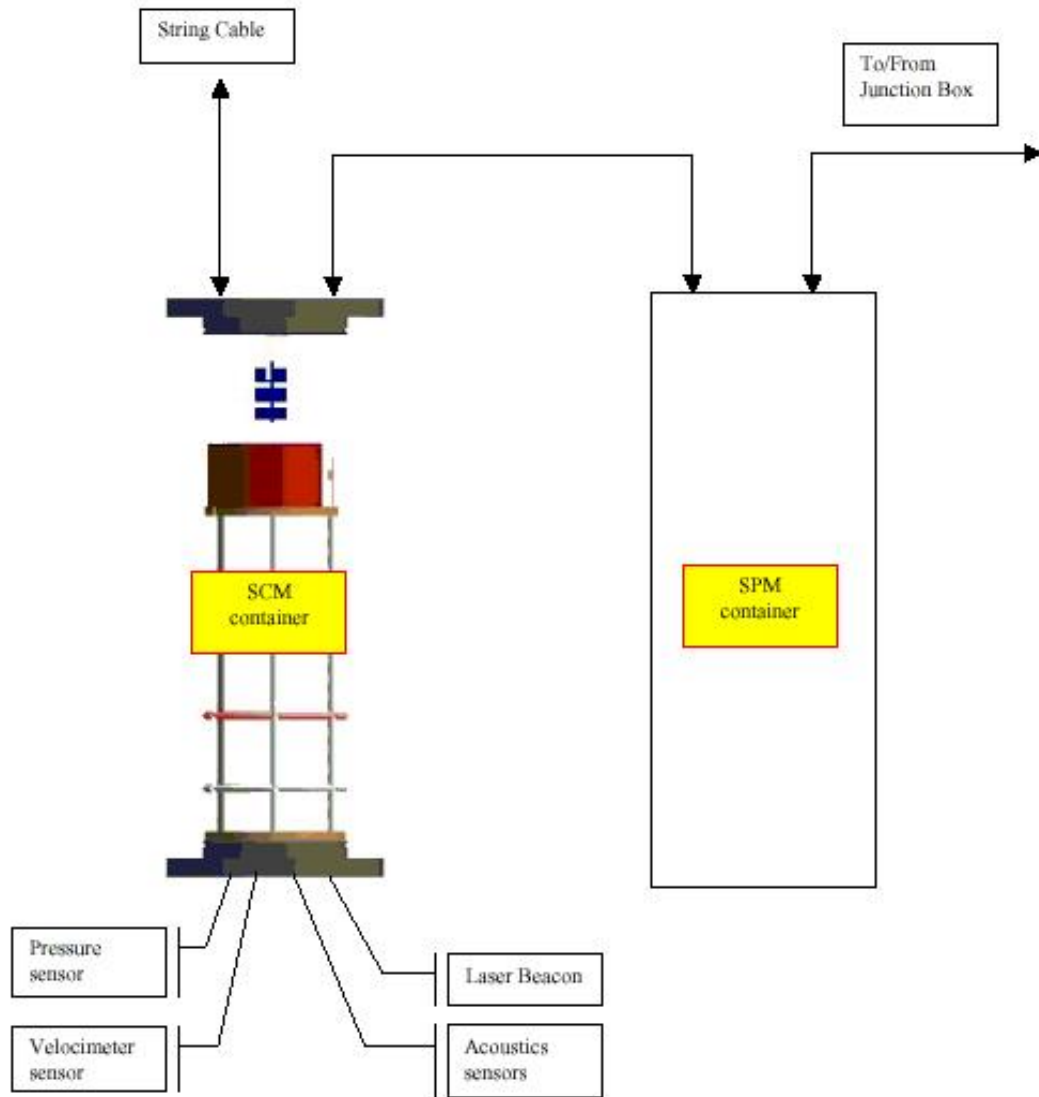 String Cable
To/From
Junction Box
SCM
container
SPM
container
Pressure
sensor
Laser Beacon
Velocimeter
sensor
Acoustics
sensors